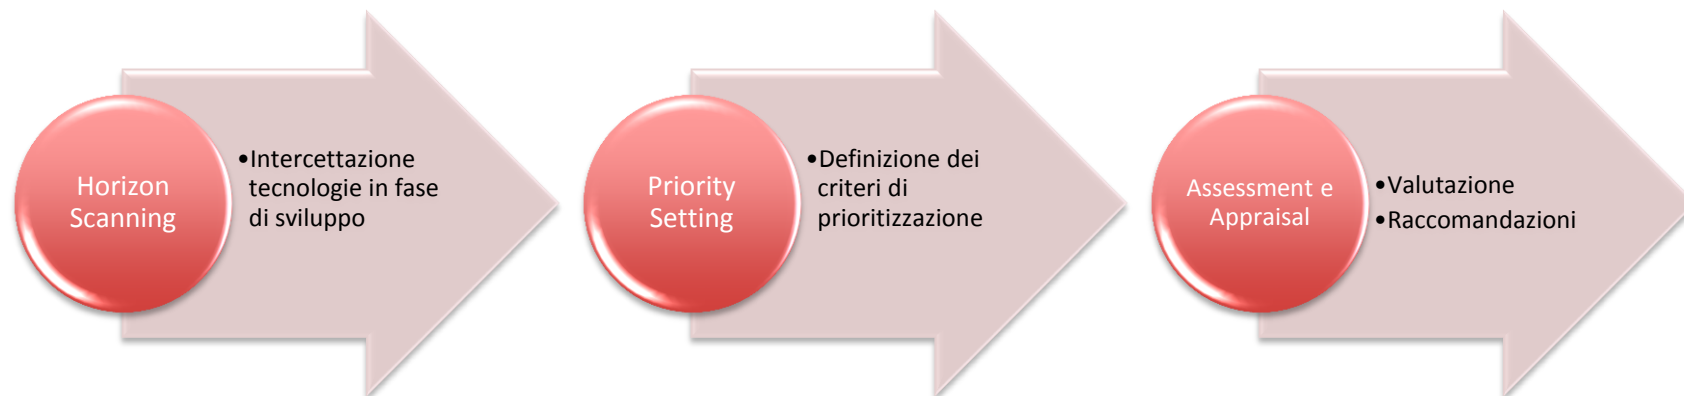 Horizon
Scanning
•Intercettazione
tecnologie in fase
di sviluppo
Priority
Setting
•Definizione dei
criteri di
prioritizzazione
Assessment e
Appraisal
•Valutazione
•Raccomandazioni